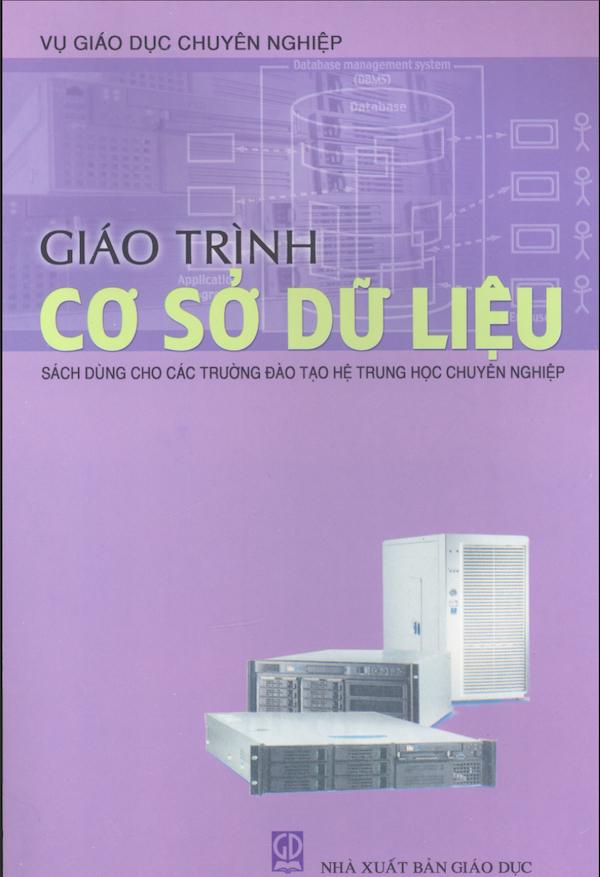 VỤ GIÁO DỤC CHUYÊN NGHIỆP
Database management system
(DBMS)
Database
GIÁO TRÌNH
Application
CƠ SỞ DỮ LIỆU
SÁCH DÙNG CHO CÁC TRƯỜNG ĐÀO TẠO HỆ TRUNG HỌC CHUYÊN NGHIỆP
GD
NHÀ XUẤT BẢN GIÁO DỤC